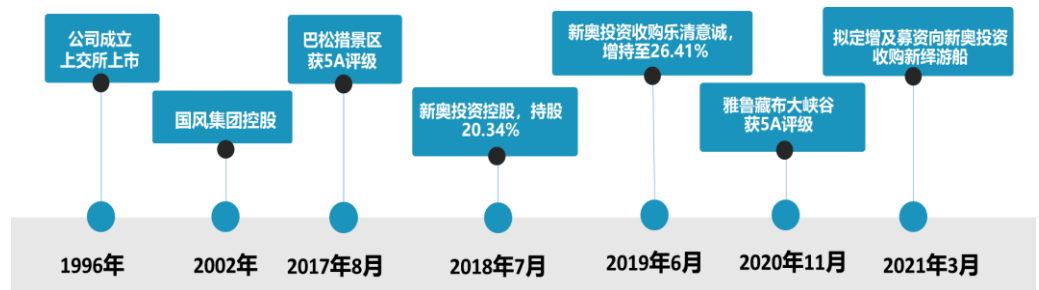 公司成立
上交所上市
国风集团控股
巴松措景区
获5A评级
新奥投资控股，持股
20.34%
新奥投资收购乐清意诚，
增持至26.41%
雅鲁藏布大峡谷
获5A评级
拟定增及募资向新奥投资
收购新绎游船
1996年
2002年
2017年8月
2018年7月
2019年6月
2020年11月
2021年3月